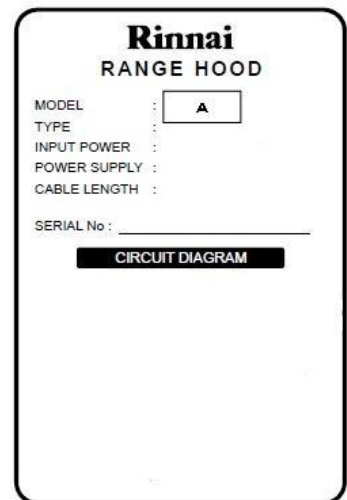 Rinnai
RANGE HOOD
MODEL : A
TYPE :
INPUT POWER :
POWER SUPPLY :
CABLE LENGTH :
SERIAL No :
CIRCUIT DIAGRAM